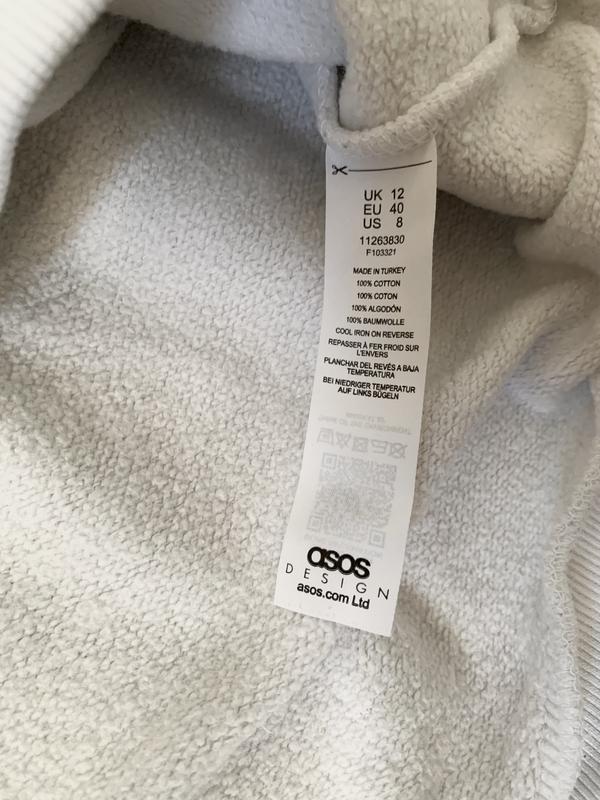 UK 12
EU 40
US 8
11263830
F103321
MADE IN TURKEY
100% COTTON
100% COTON
100% ALGODÓN
100% BAUMWOLLE
COOL IRON ON REVERSE
REPASSER À FER FROID SUR
L'ENVERS
PLANCHAR DEL REVÉS A BAJA
TEMPERATURA
BEI NIEDRIGER TEMPERATUR
AUF LINKS BÜGELN
asos
DESIGN
asos.com Ltd